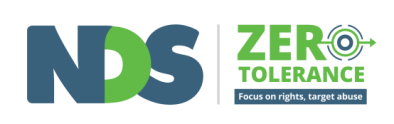 NDS
ZERO
TOLERANCE
Focus on rights, target abuse